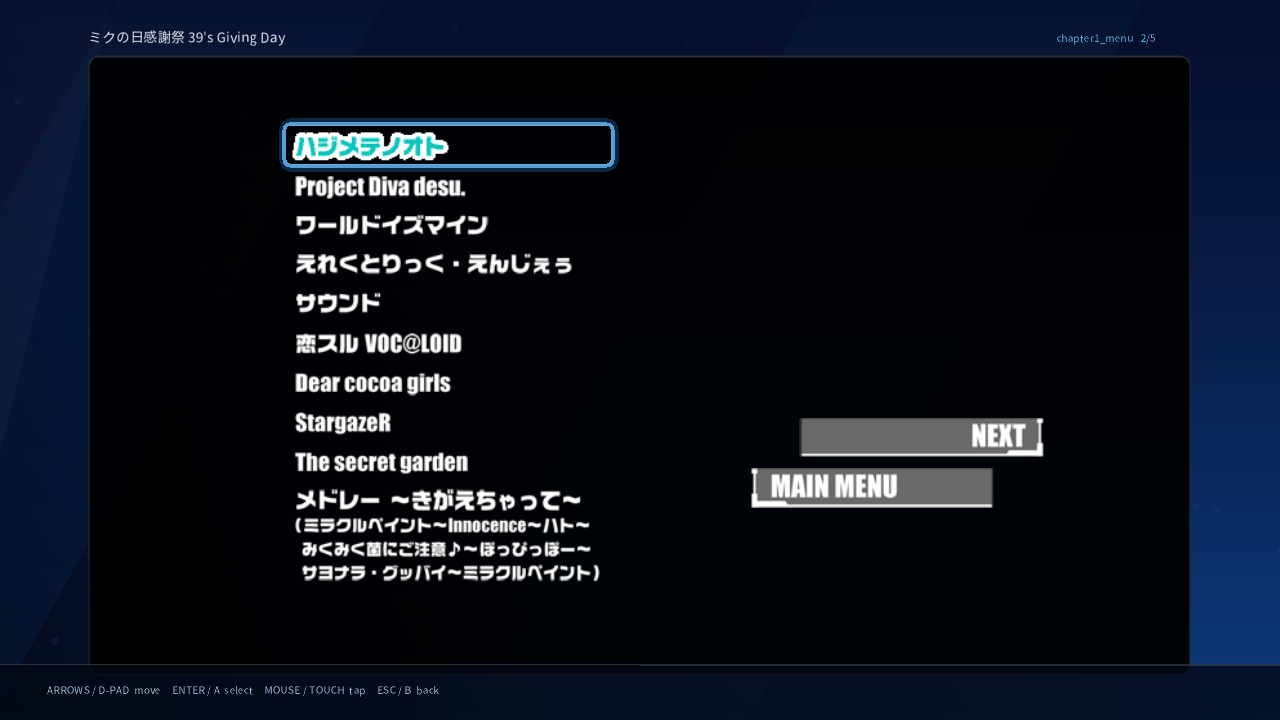 ミクの日感謝祭 39's Giving Day
chapter1_menu 2/5
ハジメテノオト
Project Diva desu.
ワールドイズマイン
えれくとりっく・えんじぇぅ
サウンド
恋スル VOC@LOID
Dear cocoa girls
StargazeR
The secret garden
メドレー ～きがえちゃって～
(ミラクルペイント～Innocence～ハト～
みくみく菌にご注意♪～ぽっぴっぽー～
サヨナラ・グッバイ～ミラクルペイント)
NEXT
MAIN MENU
ARROWS / D-PAD move ENTER / A select MOUSE / TOUCH tap ESC / B back